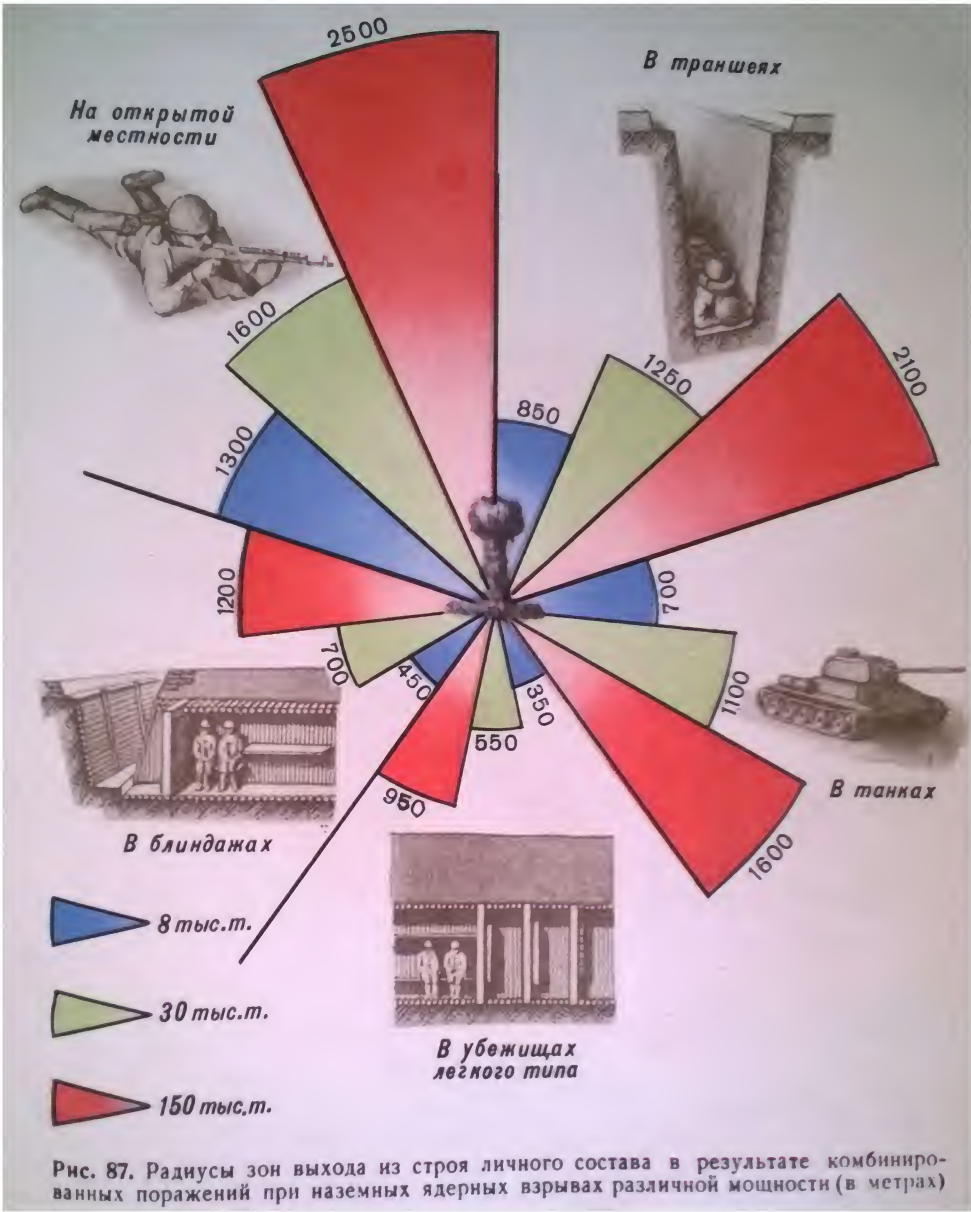 2500
В траншеях
На открытой
местности
1600
1250
2100
850
1300
700
1200
700
450
350
1100
550
950
1600
В танках
В блиндажах
8 тыс.т.
30 тыс.т.
150 тыс.т.
В убежищах
легкого типа
Рис. 87. Радиусы зон выхода из строя личного состава в результате комбиниро-
ванных поражений при наземных ядерных взрывах различной мощности (в метрах)